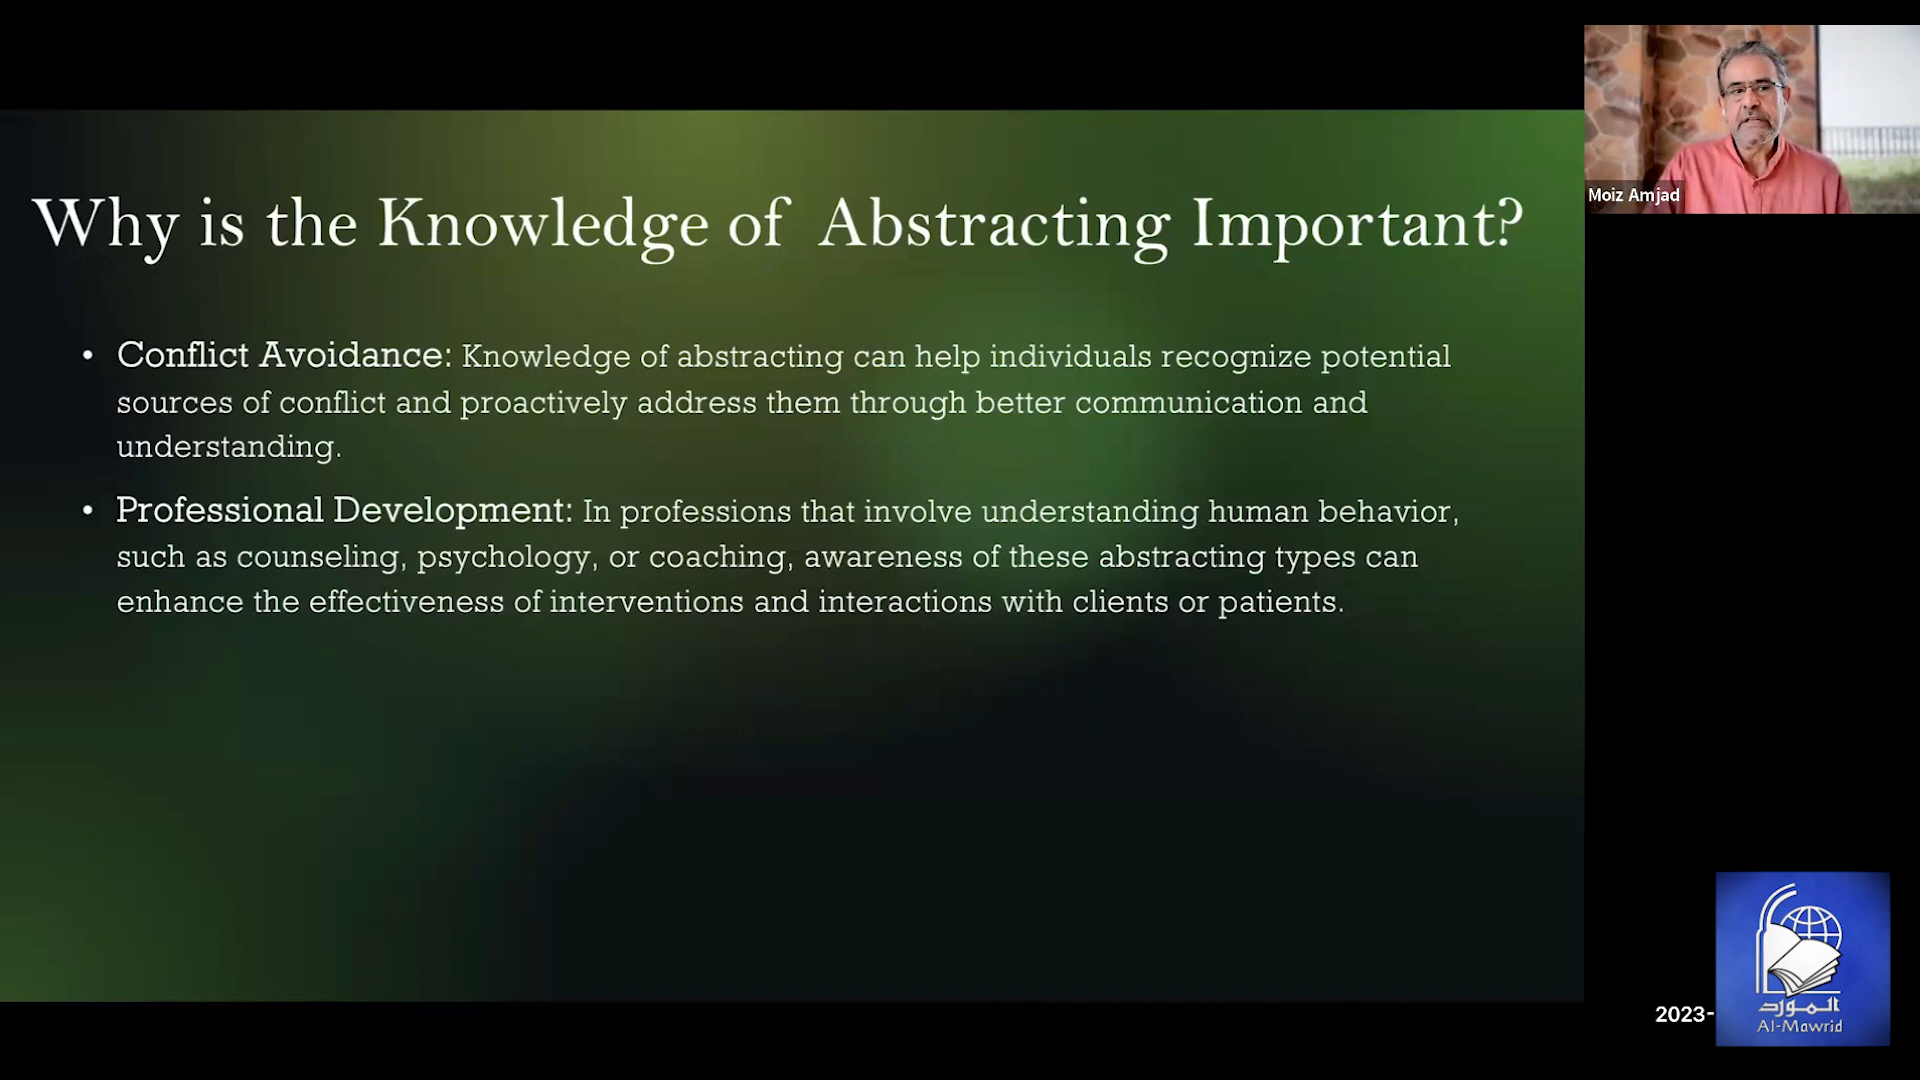 Why is the Knowledge of Abstracting Important?
• Conflict Avoidance: Knowledge of abstracting can help individuals recognize potential
sources of conflict and proactively address them through better communication and
understanding.
• Professional Development: In professions that involve understanding human behavior,
such as counseling, psychology, or coaching, awareness of these abstracting types can
enhance the effectiveness of interventions and interactions with clients or patients.
Moiz Amjad
2023-
المورد
Al-Mawrid